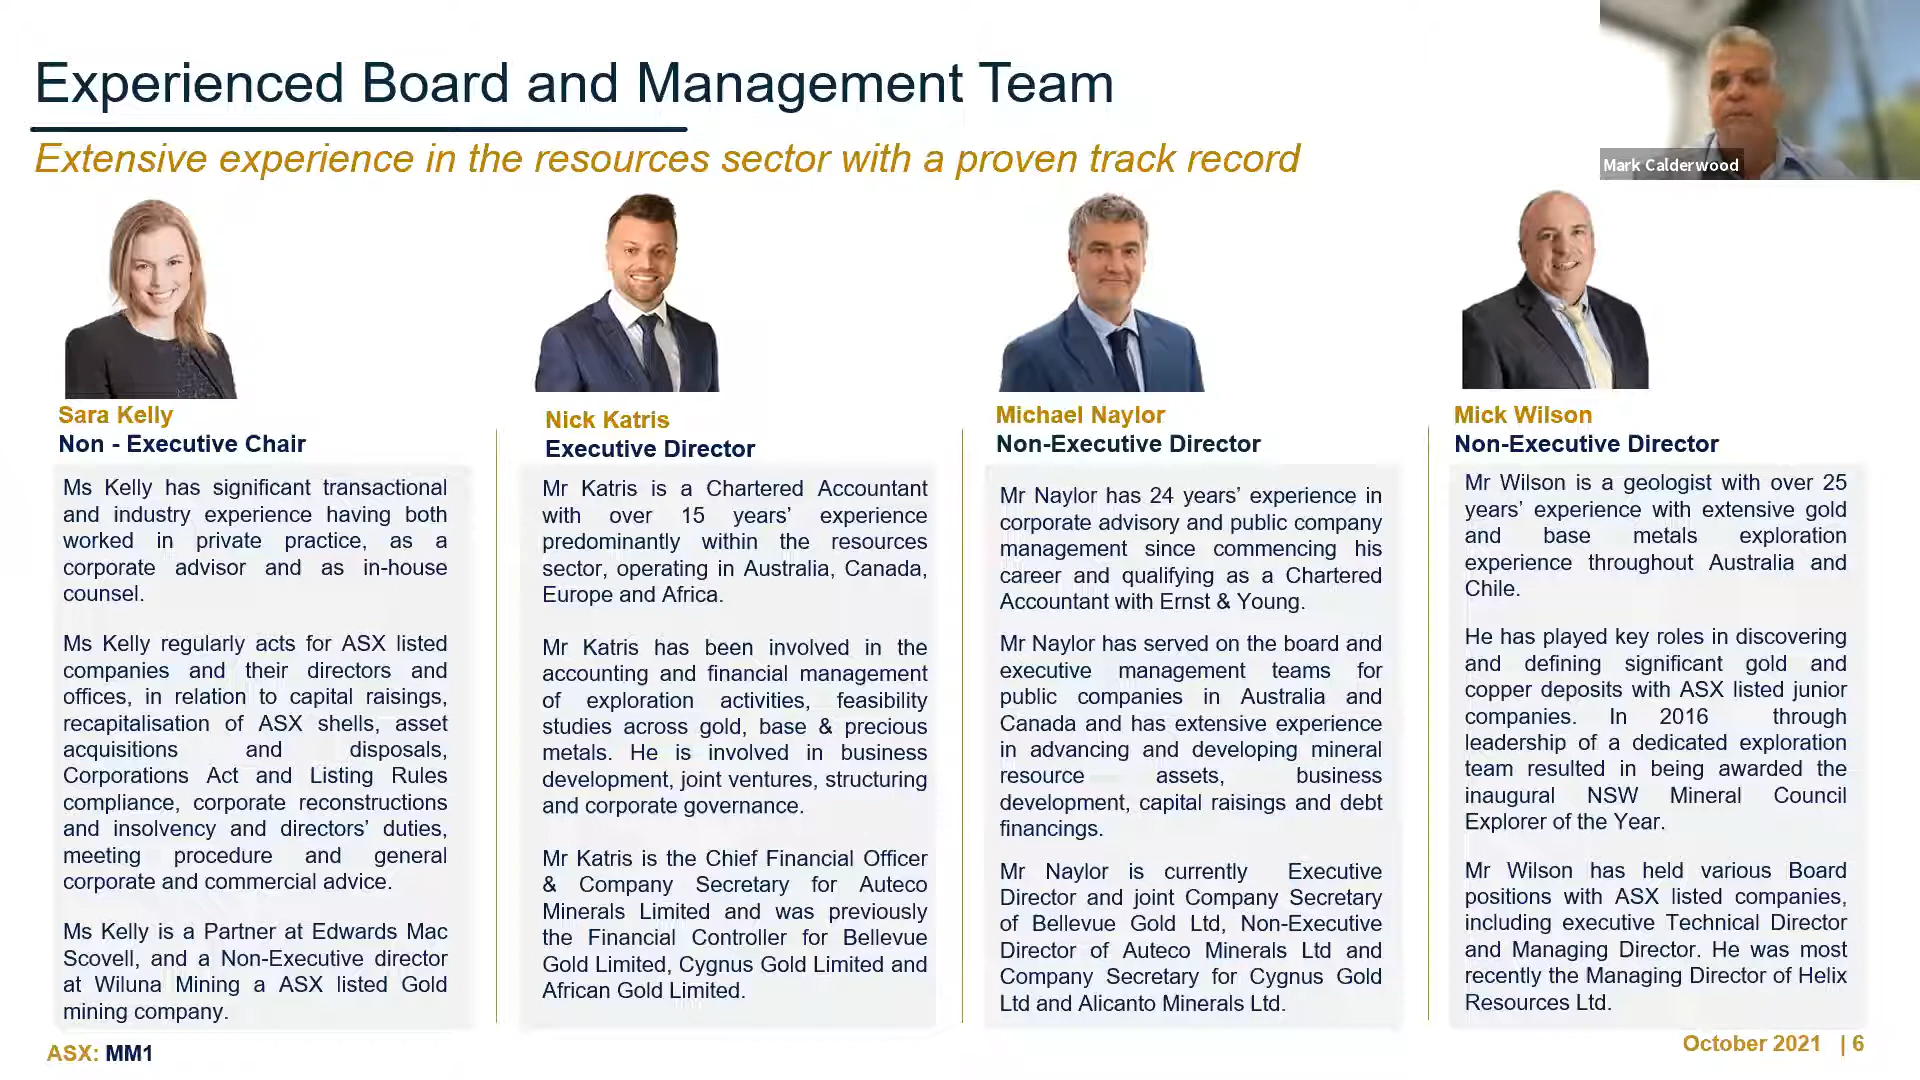 Experienced Board and Management Team
Extensive experience in the resources sector with a proven track record
Mark Calderwood
Sara Kelly
Non - Executive Chair
Ms Kelly has significant transactional
and industry experience having both
worked in private practice, as a
corporate advisor and as in-house
counsel.
Ms Kelly regularly acts for ASX listed
companies and their directors and
offices, in relation to capital raisings,
recapitalisation of ASX shells, asset
acquisitions and disposals,
Corporations Act and Listing Rules
compliance, corporate reconstructions
and insolvency and directors’ duties,
meeting procedure and general
corporate and commercial advice.
Ms Kelly is a Partner at Edwards Mac
Scovell, and a Non-Executive director
at Wiluna Mining a ASX listed Gold
mining company.
Nick Katris
Executive Director
Mr Katris is a Chartered Accountant
with over 15 years’ experience
predominantly within the resources
sector, operating in Australia, Canada,
Europe and Africa.
Mr Katris has been involved in the
accounting and financial management
of exploration activities, feasibility
studies across gold, base & precious
metals. He is involved in business
development, joint ventures, structuring
and corporate governance.
Mr Katris is the Chief Financial Officer
& Company Secretary for Auteco
Minerals Limited and was previously
the Financial Controller for Bellevue
Gold Limited, Cygnus Gold Limited and
African Gold Limited.
Michael Naylor
Non-Executive Director
Mr Naylor has 24 years’ experience in
corporate advisory and public company
management since commencing his
career and qualifying as a Chartered
Accountant with Ernst & Young.
Mr Naylor has served on the board and
executive management teams for
public companies in Australia and
Canada and has extensive experience
in advancing and developing mineral
resource assets, business
development, capital raisings and debt
financings.
Mr Naylor is currently Executive
Director and joint Company Secretary
of Bellevue Gold Ltd, Non-Executive
Director of Auteco Minerals Ltd and
Company Secretary for Cygnus Gold
Ltd and Alicanto Minerals Ltd.
Mick Wilson
Non-Executive Director
Mr Wilson is a geologist with over 25
years’ experience with extensive gold
and base metals exploration
experience throughout Australia and
Chile.
He has played key roles in discovering
and defining significant gold and
copper deposits with ASX listed junior
companies. In 2016 through
leadership of a dedicated exploration
team resulted in being awarded the
inaugural NSW Mineral Council
Explorer of the Year.
Mr Wilson has held various Board
positions with ASX listed companies,
including executive Technical Director
and Managing Director. He was most
recently the Managing Director of Helix
Resources Ltd.
ASX: MM1
October 2021 | 6